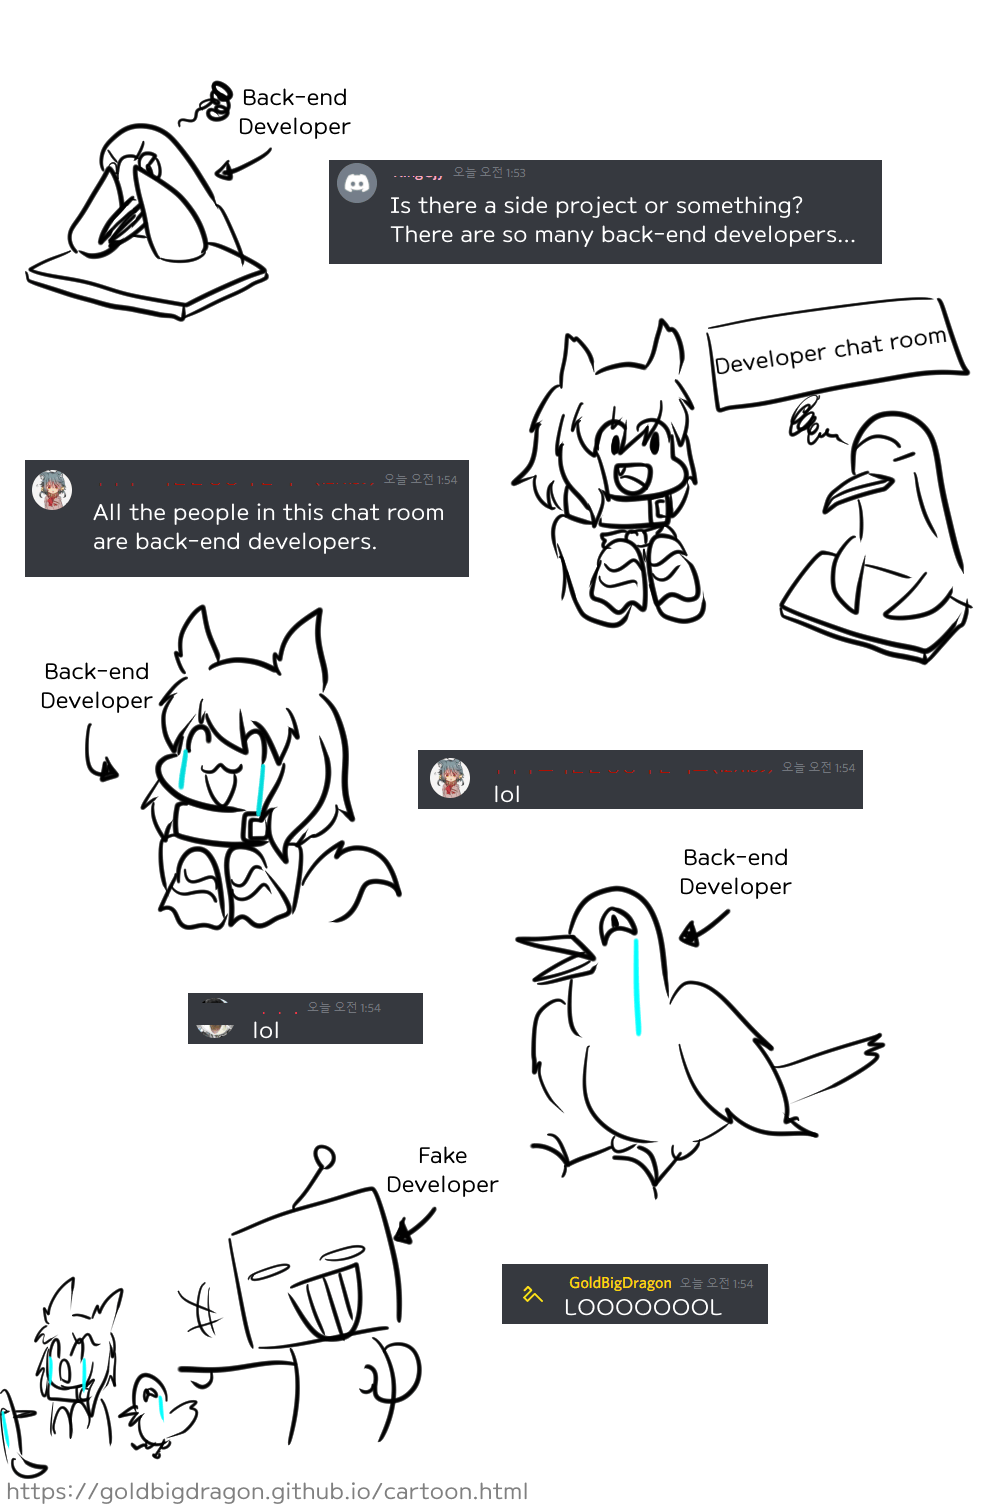 Back-end
Developer
오늘 오전 1:53
Is there a side project or something?
There are so many back-end developers...
Developer chat room
오늘 오전 1:54
All the people in this chat room
are back-end developers.
Back-end
Developer
오늘 오전 1:54
lol
Back-end
Developer
오늘 오전 1:54
lol
Fake
Developer
GoldBigDragon 오늘 오전 1:54
LOOOOOOOL
https://goldbigdragon.github.io/cartoon.html